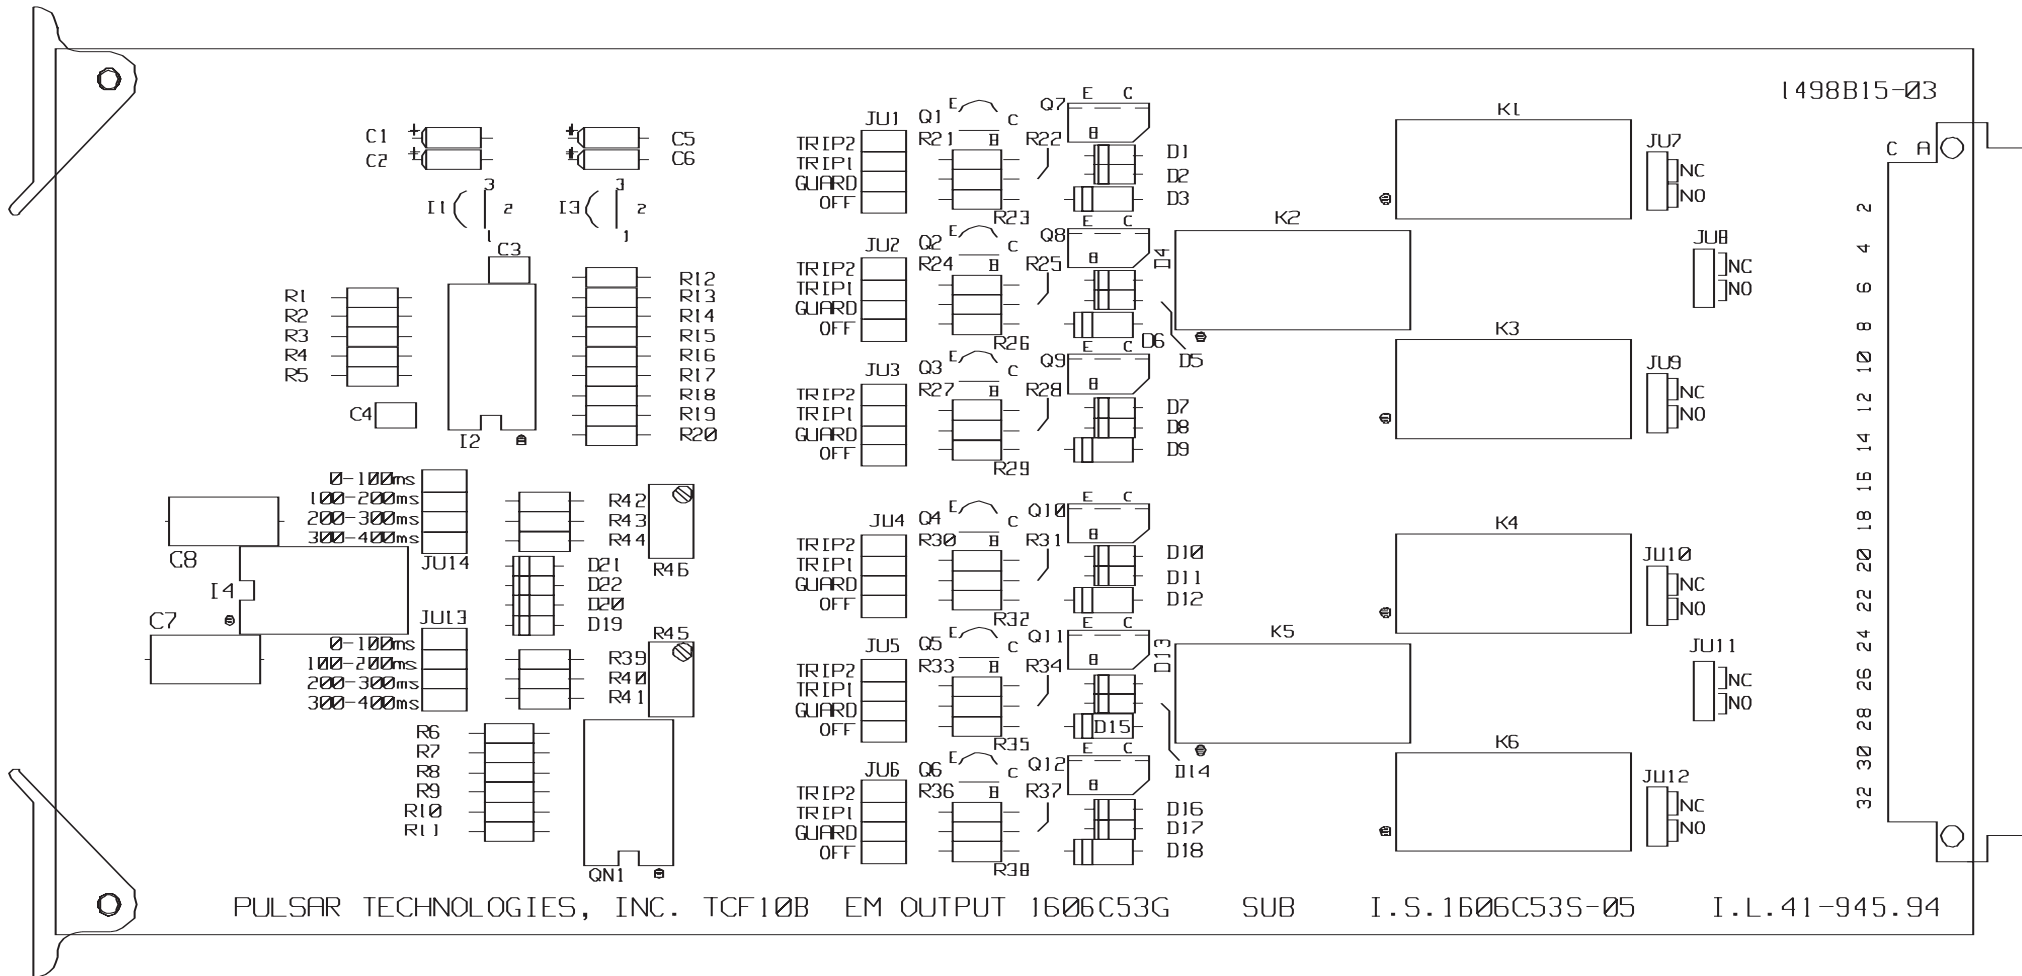 1498B15-03
C A
2
4
6
8
10
12
14
16
18
20
22
24
26
28
30
32
C1
C2
C5
C6
+
+
+
+
I1
3
2
1
I3
3
2
1
C3
R1
R2
R3
R4
R5
C4
I2
R12
R13
R14
R15
R16
R17
R18
R19
R20
0-100ms
100-200ms
200-300ms
300-400ms
JU14
C8
I4
C7
R42
R43
R44
R46
D21
D22
D20
D19
JU13
0-100ms
100-200ms
200-300ms
300-400ms
R45
R39
R40
R41
R6
R7
R8
R9
R10
R11
QN1
JU1
TRIP2
TRIP1
GUARD
OFF
Q1
E
C
B
R21
R22
R23
Q7
E C
B
D1
D2
D3
K1
JU7
NC
NO
JU2
TRIP2
TRIP1
GUARD
OFF
Q2
E
C
B
R24
R25
R26
Q8
E C
B
D4
D6
D5
K2
JU8
NC
NO
JU3
TRIP2
TRIP1
GUARD
OFF
Q3
E
C
B
R27
R28
R29
Q9
E C
B
D7
D8
D9
K3
JU9
NC
NO
JU4
TRIP2
TRIP1
GUARD
OFF
Q4
E
C
B
R30
R31
R32
Q10
E C
B
D10
D11
D12
K4
JU10
NC
NO
JU5
TRIP2
TRIP1
GUARD
OFF
Q5
E
C
B
R33
R34
R35
Q11
E C
B
D13
D15
D14
K5
JU11
NC
NO
JU6
TRIP2
TRIP1
GUARD
OFF
Q6
E
C
B
R36
R37
R38
Q12
E C
B
D16
D17
D18
K6
JU12
NC
NO
PULSAR TECHNOLOGIES, INC. TCF10B EM OUTPUT 1606C53G SUB I.S.1606C53S-05 I.L.41-945.94